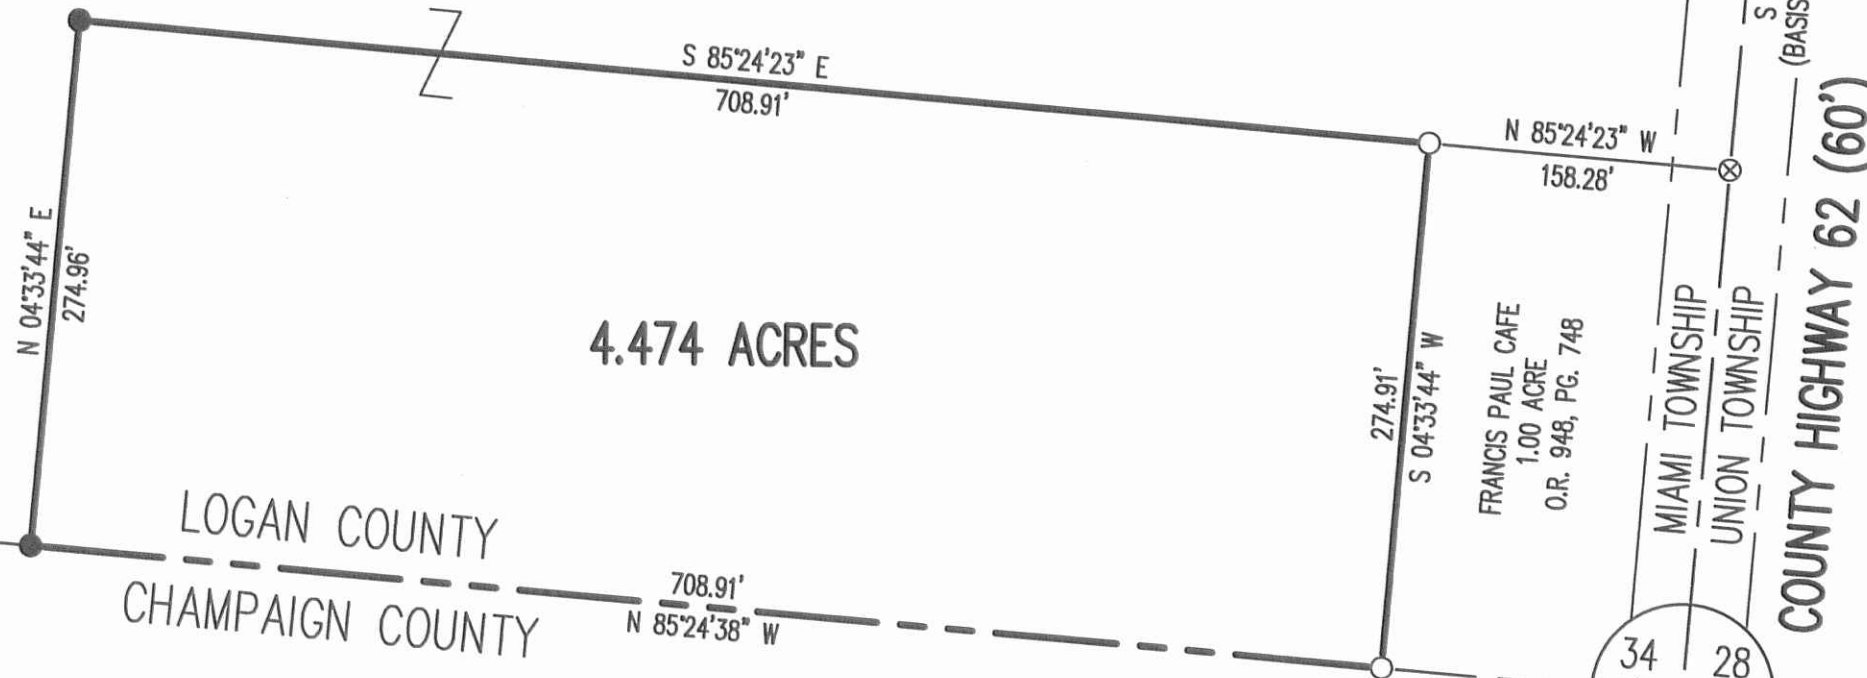 S 85°24'23" E
708.91'
N 85°24'23" W
158.28'
S
(BASIS
COUNTY HIGHWAY 62 (60')
N 04°33'44" E
274.96'
4.474 ACRES
274.91'
S 04°33'44" W
FRANCIS PAUL CAFE
1.00 ACRE
O.R. 948, PG. 748
MIAMI TOWNSHIP
UNION TOWNSHIP
LOGAN COUNTY
CHAMPAIGN COUNTY
708.91'
N 85°24'38" W
34
28